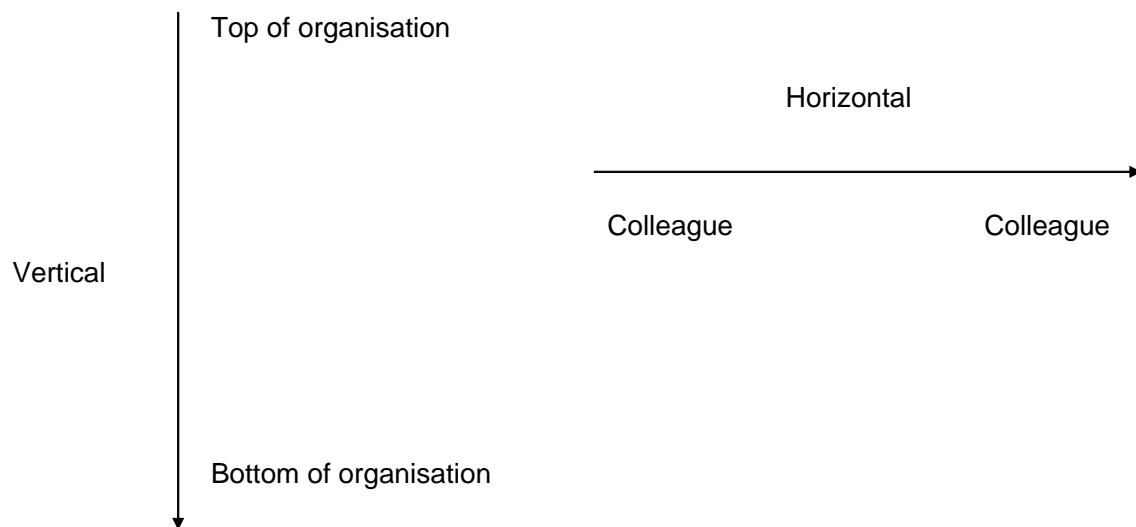 Top of organisation
Horizontal
Colleague Colleague
Vertical
Bottom of organisation